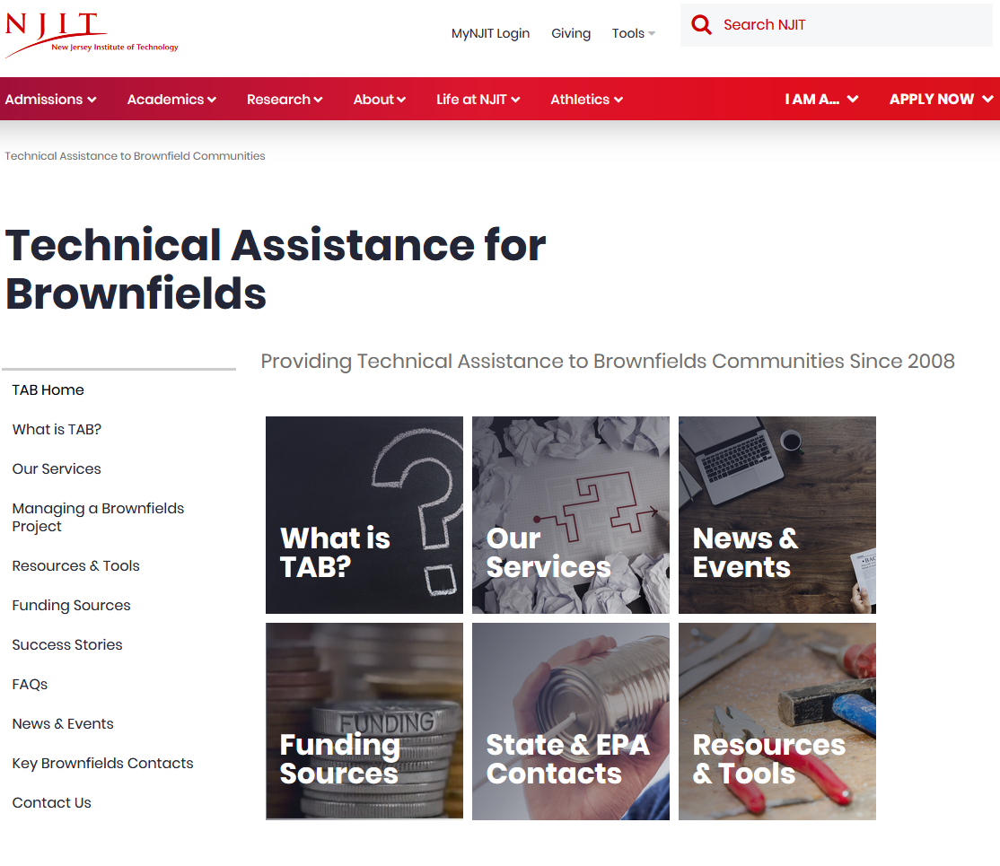 NJIT
New Jersey Institute of Technology
MyNJIT Login Giving Tools
Search NJIT
Admissions Academics Research About Life at NJIT Athletics I AM A... APPLY NOW
Technical Assistance to Brownfield Communities
Technical Assistance for
Brownfields
Providing Technical Assistance to Brownfields Communities Since 2008
TAB Home
What is TAB?
Our Services
Managing a Brownfields
Project
Resources & Tools
Funding Sources
Success Stories
FAQs
News & Events
Key Brownfields Contacts
Contact Us
What is
TAB?
Our
Services
News &
Events
FUNDING
Funding
Sources
State & EPA
Contacts
Resources
& Tools